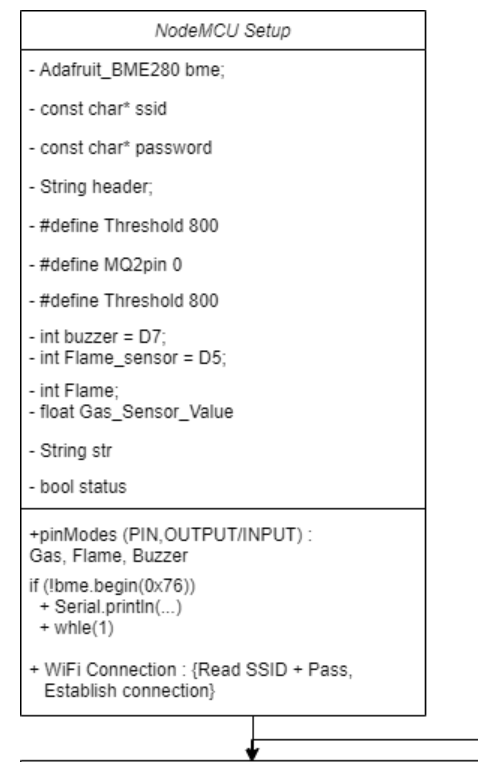 NodeMCU Setup
- Adafruit_BME280 bme;
- const char* ssid
- const char* password
- String header;
- #define Threshold 800
- #define MQ2pin 0
- #define Threshold 800
- int buzzer = D7;
- int Flame_sensor = D5;
- int Flame;
- float Gas_Sensor_Value
- String str
- bool status
+pinModes (PIN,OUTPUT/INPUT) :
Gas, Flame, Buzzer
if (!bme.begin(0x76))
+ Serial.println(...)
+ whle(1)
+ WiFi Connection : {Read SSID + Pass,
Establish connection}